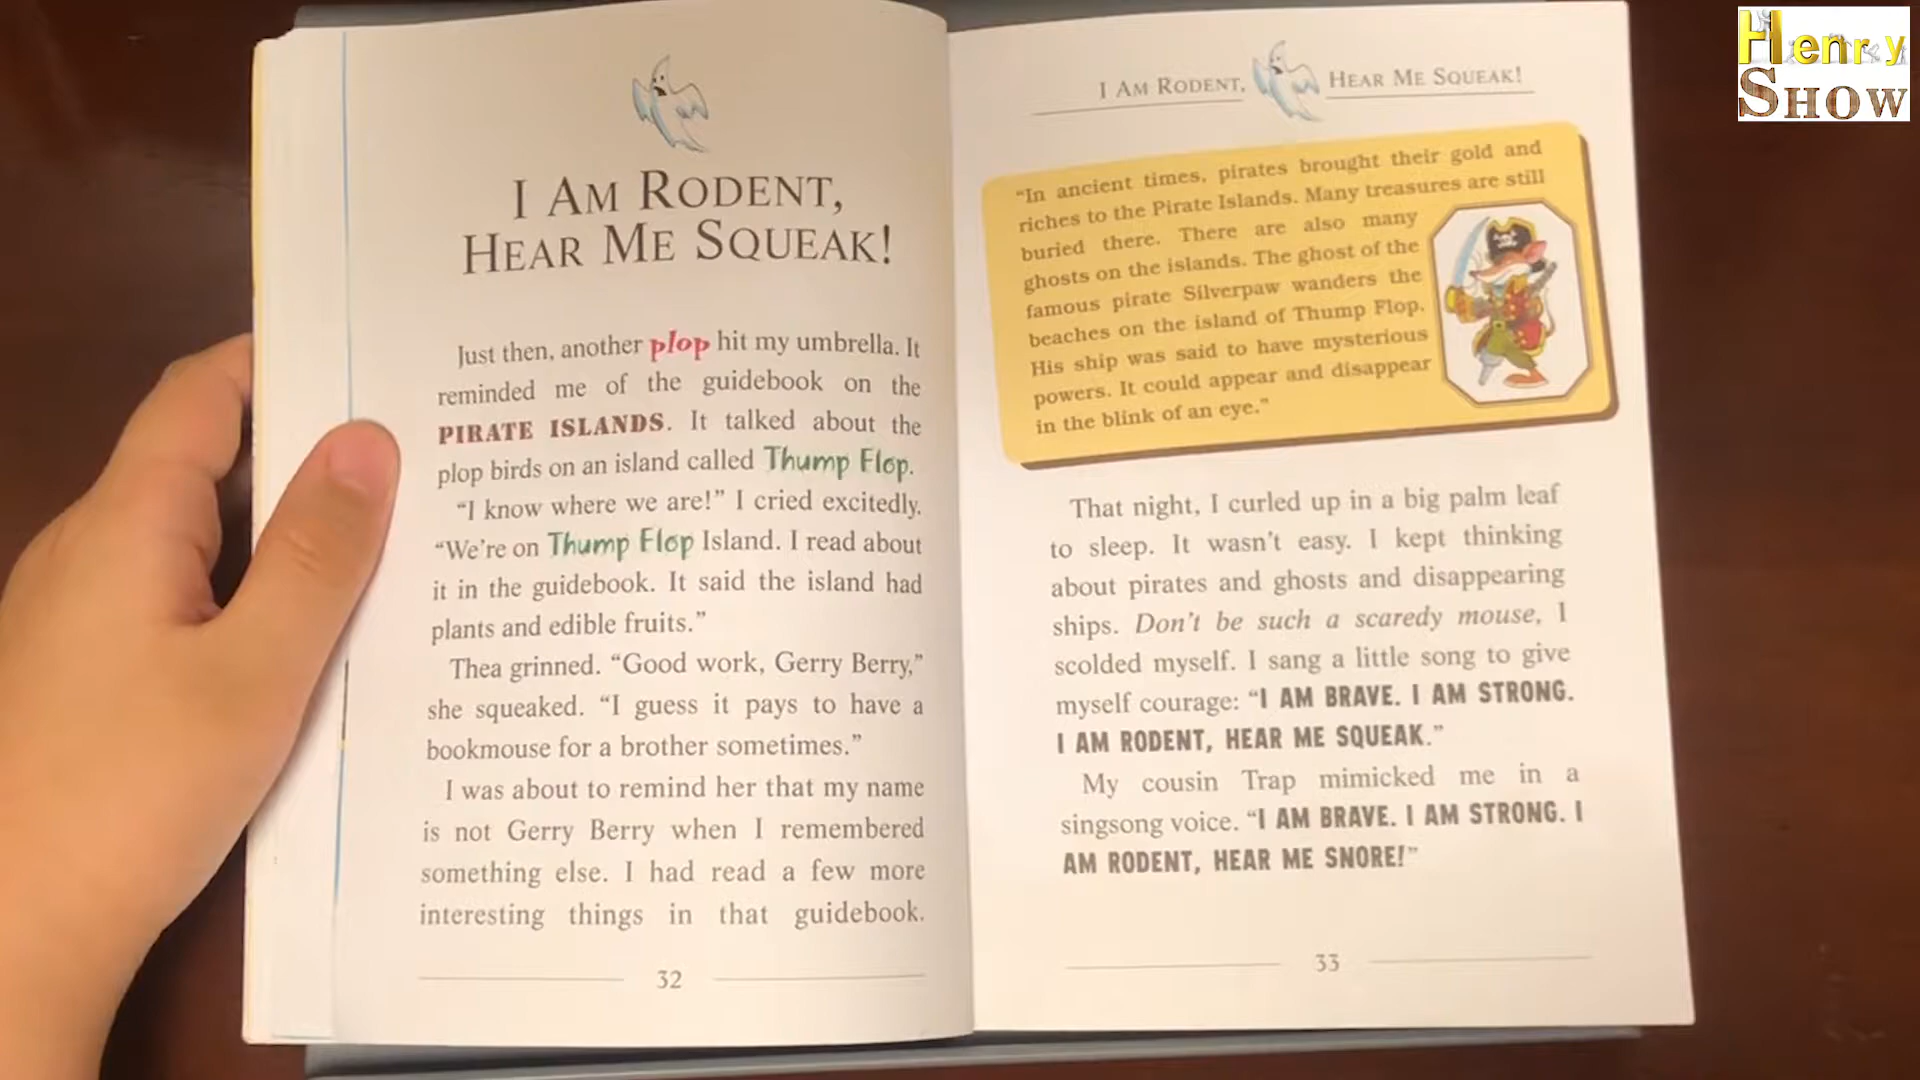 I AM RODENT,
HEAR ME SQUEAK!
Just then, another plop hit my umbrella. It
reminded me of the guidebook on the
PIRATE ISLANDS. It talked about the
plop birds on an island called Thump Flop.
“I know where we are!” I cried excitedly.
“We’re on Thump Flop Island. I read about
it in the guidebook. It said the island had
plants and edible fruits.”
Thea grinned. “Good work, Gerry Berry,”
she squeaked. “I guess it pays to have a
bookmouse for a brother sometimes.”
I was about to remind her that my name
is not Gerry Berry when I remembered
something else. I had read a few more
interesting things in that guidebook.
32
I AM RODENT, HEAR ME SQUEAK!
“In ancient times, pirates brought their gold and
riches to the Pirate Islands. Many treasures are still
buried there. There are also many
ghosts on the islands. The ghost of the
famous pirate Silverpaw wanders the
beaches on the island of Thump Flop.
His ship was said to have mysterious
powers. It could appear and disappear
in the blink of an eye.”
That night, I curled up in a big palm leaf
to sleep. It wasn’t easy. I kept thinking
about pirates and ghosts and disappearing
ships. Don’t be such a scaredy mouse, I
scolded myself. I sang a little song to give
myself courage: “I AM BRAVE. I AM STRONG.
I AM RODENT, HEAR ME SQUEAK.”
My cousin Trap mimicked me in a
singsong voice. “I AM BRAVE. I AM STRONG. I
AM RODENT, HEAR ME SNORE!”
33
Henry
SHOW